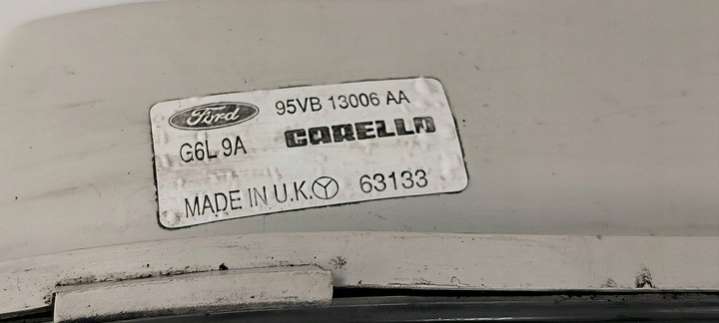 Ford 95VB 13006 AA
G6L 9A CARELLO
MADE IN U.K. 63133